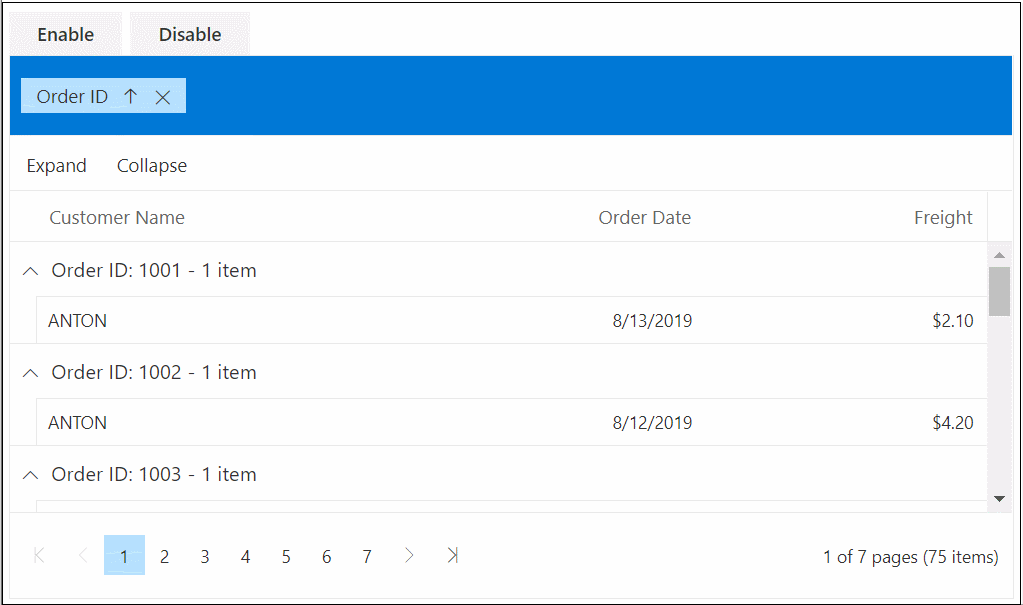 Enable Disable
Order ID
Expand Collapse
Customer Name Order Date Freight
Order ID: 1001 - 1 item
ANTON 8/13/2019 $2.10
Order ID: 1002 - 1 item
ANTON 8/12/2019 $4.20
Order ID: 1003 - 1 item
1 2 3 4 5 6 7 1 of 7 pages (75 items)